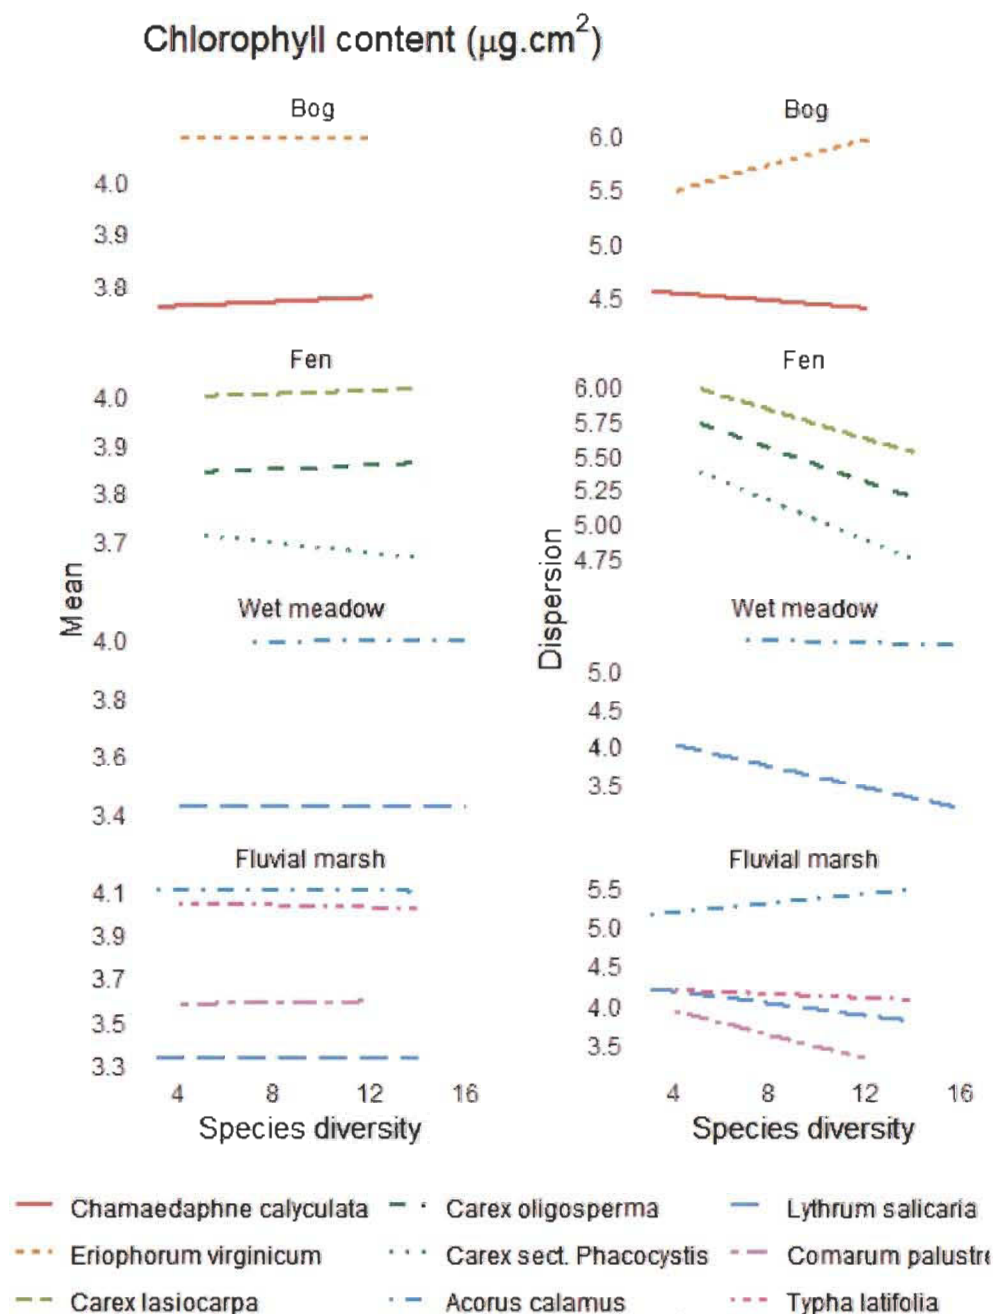 Chlorophyll content (μg.cm²)
Bog
4.0
3.9
3.8
Bog
6.0
5.5
5.0
4.5
Fen
4.0
3.9
3.8
3.7
Fen
6.00
5.75
5.50
5.25
5.00
4.75
Mean
Dispersion
Wet meadow
4.0
3.8
3.6
3.4
Wet meadow
5.0
4.5
4.0
3.5
Fluvial marsh
4.1
3.9
3.7
3.5
3.3
Fluvial marsh
5.5
5.0
4.5
4.0
3.5
4 8 12 16
4 8 12 16
Species diversity
Species diversity
Chamaedaphne calyculata
Carex oligosperma
Lythrum salicaria
Eriophorum virginicum
Carex sect. Phacocystis
Comarum palustre
Carex lasiocarpa
Acorus calamus
Typha latifolia